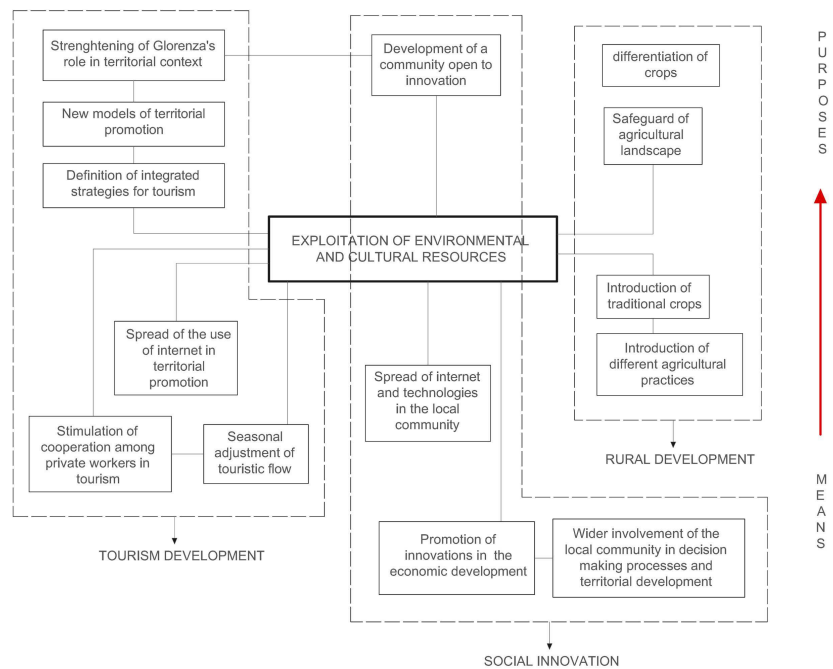 Strenghtening of Glorenza's
role in territorial context
New models of territorial
promotion
Definition of integrated
strategies for tourism
Development of a
community open to
innovation
differentiation of
crops
Safeguard of
agricultural
landscape
EXPLOITATION OF ENVIRONMENTAL
AND CULTURAL RESOURCES
Spread of the use
of internet in
territorial
promotion
Stimulation of
cooperation among
private workers in
tourism
Seasonal
adjustment of
touristic flow
TOURISM DEVELOPMENT
Spread of internet
and technologies
in the local
community
Promotion of
innovations in the
economic development
Wider involvement of the
local community in decision
making processes and
territorial development
SOCIAL INNOVATION
Introduction of
traditional crops
Introduction of
different agricultural
practices
RURAL DEVELOPMENT
PURPOSES
MEANS